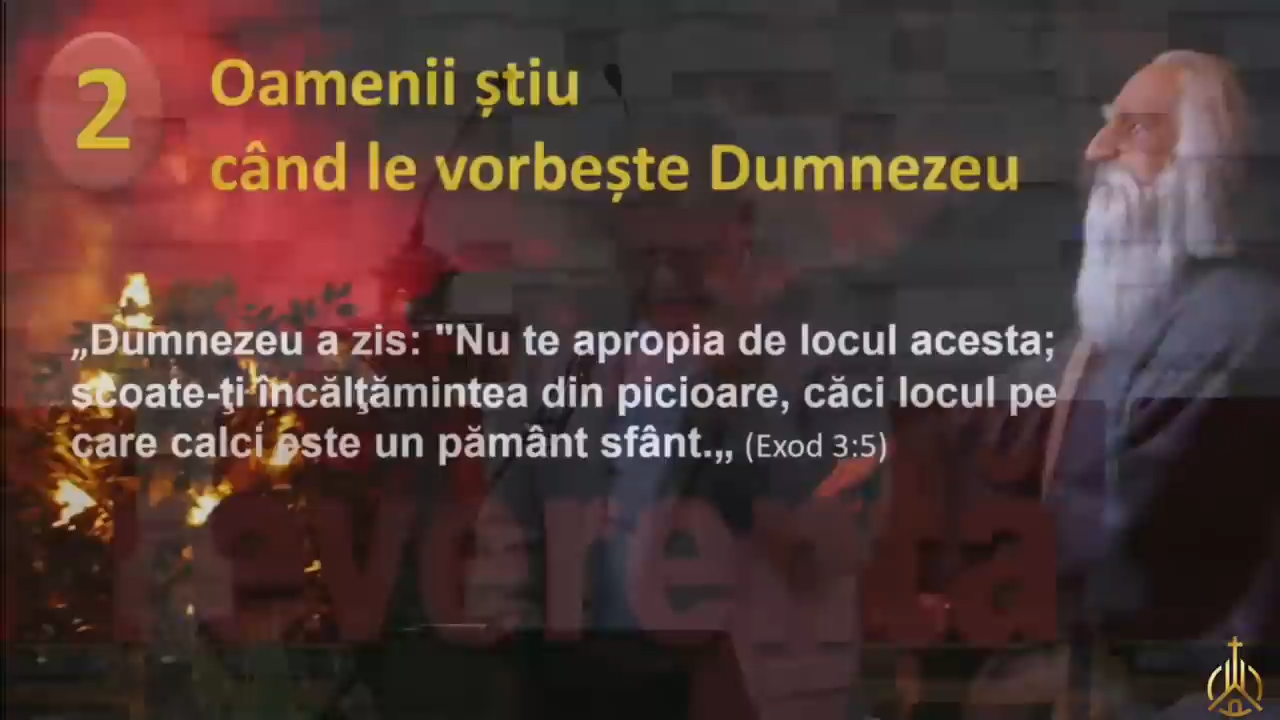 2
Oamenii știu
când le vorbește Dumnezeu
„Dumnezeu a zis: "Nu te apropia de locul acesta;
scoate-ţi încălţămintea din picioare, căci locul pe
care calci este un pământ sfânt.„ (Exod 3:5)
reverență